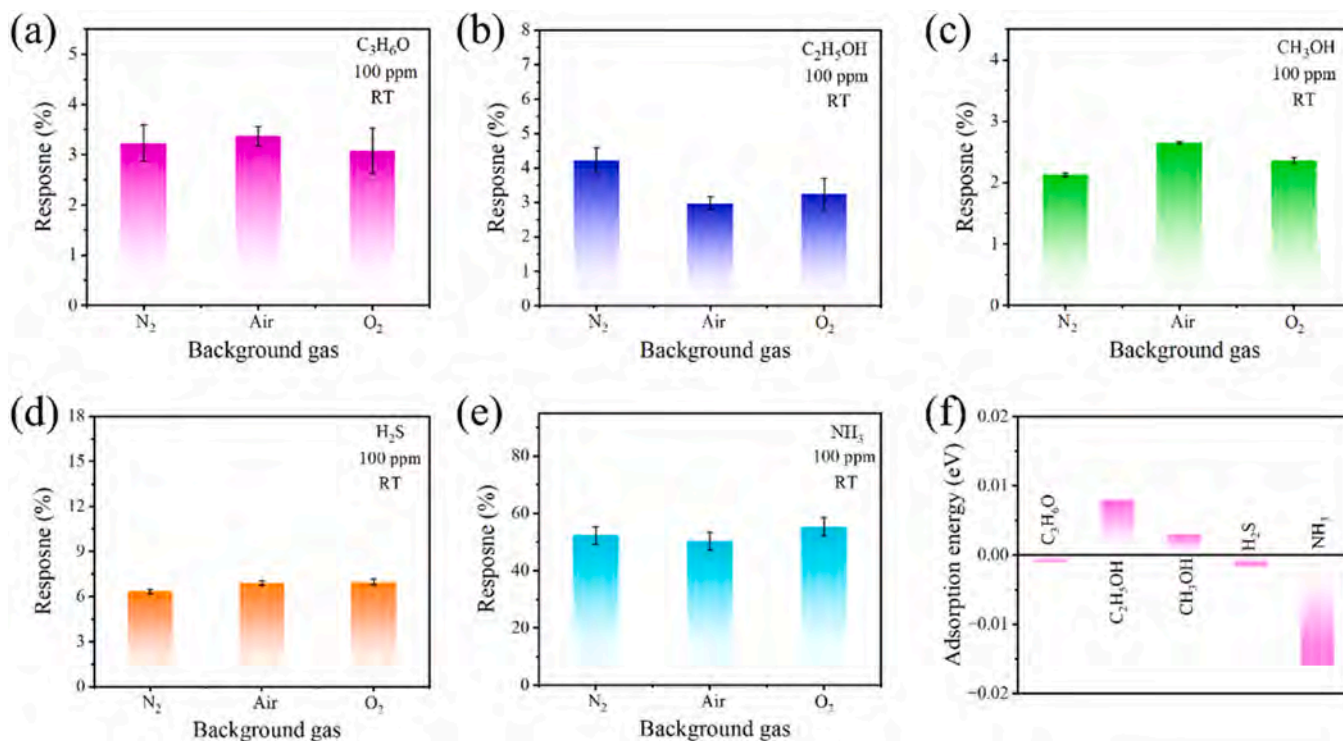 (a)
5
4
3
2
1
0
Resposne (%)
C₃H₆O
100 ppm
RT
N₂ Air O₂
Background gas
(b)
8
7
6
5
4
3
2
1
0
Resposne (%)
C₂H₅OH
100 ppm
RT
N₂ Air O₂
Background gas
(c)
4
3
2
1
0
Resposne (%)
CH₃OH
100 ppm
RT
N₂ Air O₂
Background gas
(d)
18
15
12
9
6
3
0
Resposne (%)
H₂S
100 ppm
RT
N₂ Air O₂
Background gas
(e)
80
60
40
20
0
Resposne (%)
NH₃
100 ppm
RT
N₂ Air O₂
Background gas
(f)
0.02
0.01
0.00
−0.01
−0.02
Adsorption energy (eV)
C₃H₆O
C₂H₅OH
CH₃OH
H₂S
NH₃